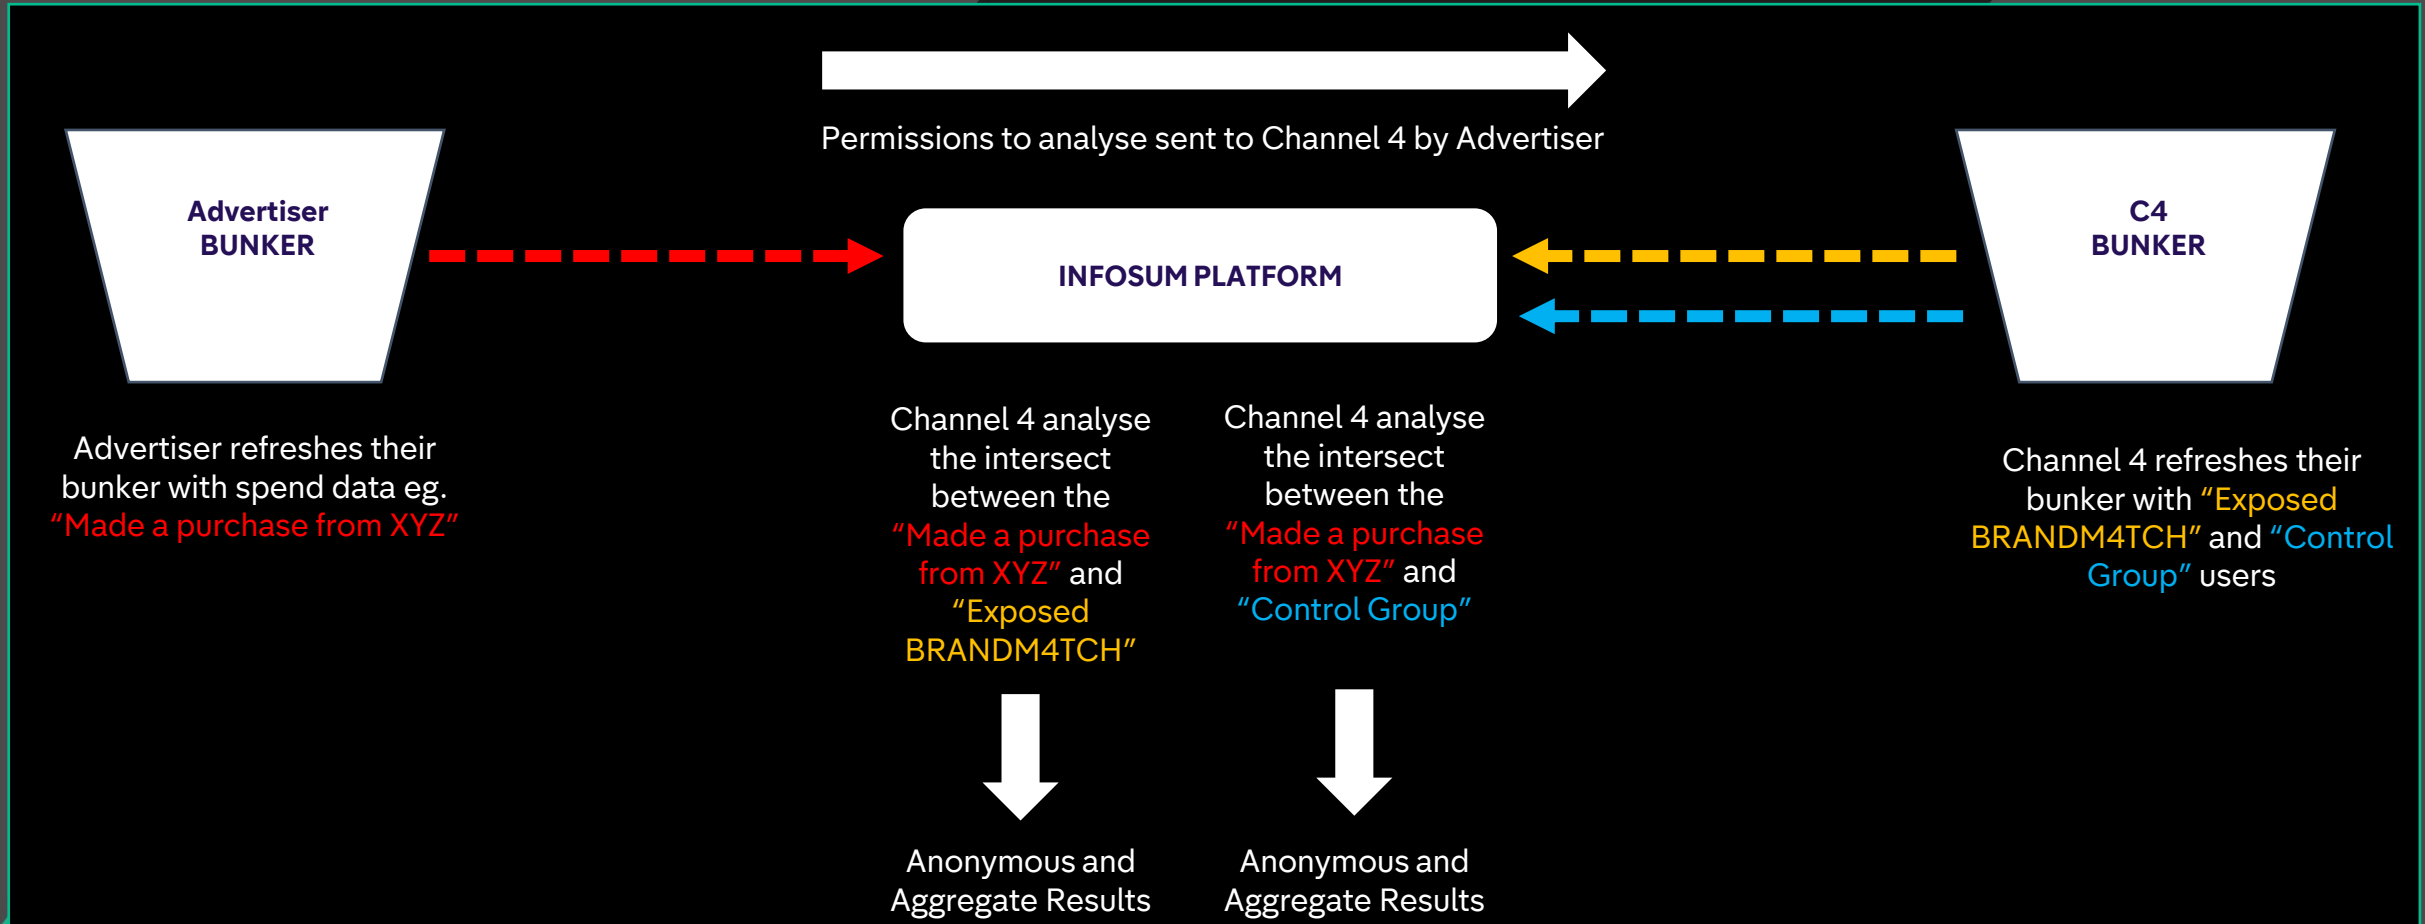 Permissions to analyse sent to Channel 4 by Advertiser
Advertiser
BUNKER
INFOSUM PLATFORM
C4
BUNKER
Advertiser refreshes their
bunker with spend data eg.
“Made a purchase from XYZ”
Channel 4 analyse
the intersect
between the
“Made a purchase
from XYZ” and
“Exposed
BRANDM4TCH”
Channel 4 analyse
the intersect
between the
“Made a purchase
from XYZ” and
“Control Group”
Channel 4 refreshes their
bunker with “Exposed
BRANDM4TCH” and “Control
Group” users
Anonymous and
Aggregate Results
Anonymous and
Aggregate Results